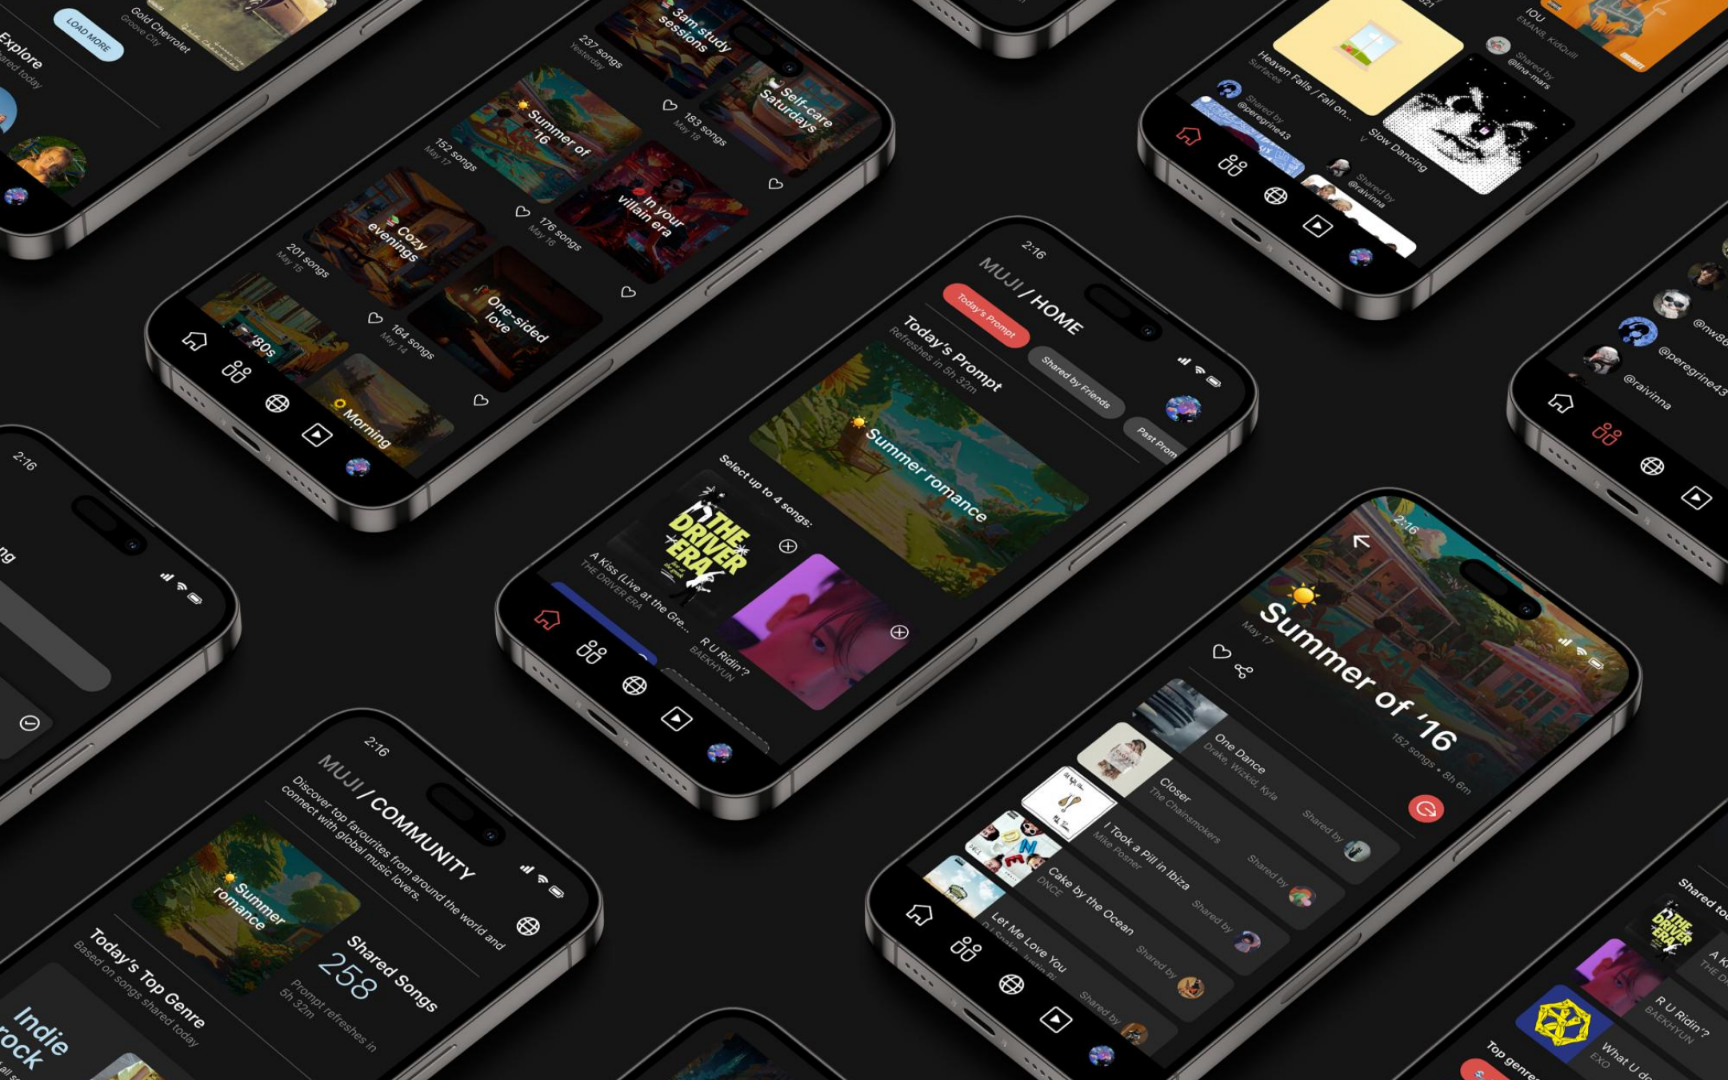 LOAD MORE
Gold Chevrolet
Groove City
Explore
shared today
3am study
sessions
237 songs
Yesterday
Self-care
Saturdays
183 songs
May 18
Summer of
'16
152 songs
May 17
In your
villain era
176 songs
May 16
Cozy
evenings
201 songs
May 15
One-sided
love
164 songs
May 14
'80s
Morning
IOU
EMAN8, KidQuill
Heaven Falls / Fall on...
Surfaces
Shared by
@lina-mars
Shared by
@peregrine43
Slow Dancing
V
Shared by
@raivinna
@peregrine43
@raivinna
2:16
MUJI / HOME
Today's Prompt
Shared by Friends
Past Prom
Today's Prompt
Refreshes in 5h 32m
Summer romance
Select up to 4 songs:
THE
DRIVER
ERA
A Kiss (Live at the Gre...
THE DRIVER ERA
R U Ridin'?
BAEKHYUN
2:16
Summer of '16
May 17
152 songs • 8h 6m
One Dance
Drake, Wizkid, Kyla
Shared by
Closer
The Chainsmokers
Shared by
I Took a Pill in Ibiza
Mike Posner
Shared by
Cake by the Ocean
DNCE
Shared by
Let Me Love You
Shared by
2:16
ng
2:16
MUJI / COMMUNITY
Discover top favourites from around the world and
connect with global music lovers.
Summer
romance
Shared Songs
258
Prompt refreshes in
5h 32m
Today's Top Genre
Based on songs shared today
Indie
rock
Shared to
THE
DRIVER
ERA
A Ki
THE D
R U Ridin'?
BAEKHYUN
What U do
EXO
Top genre